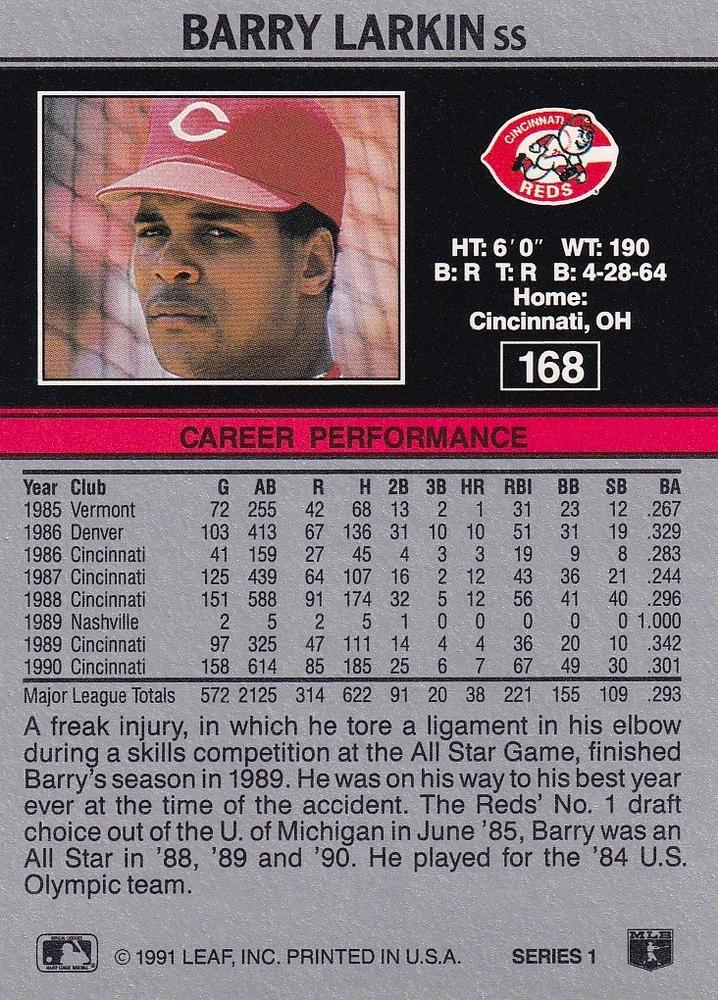 BARRY LARKIN SS
C
CINCINNATI
REDS
HT: 6'0" WT: 190
B: R T: R B: 4-28-64
Home:
Cincinnati, OH
168
CAREER PERFORMANCE
Year Club G AB R H 2B 3B HR RBI BB SB BA
1985 Vermont 72 255 42 68 13 2 1 31 23 12 .267
1986 Denver 103 413 67 136 31 10 10 51 31 19 .329
1986 Cincinnati 41 159 27 45 4 3 3 19 9 8 .283
1987 Cincinnati 125 439 64 107 16 2 12 43 36 21 .244
1988 Cincinnati 151 588 91 174 32 5 12 56 41 40 .296
1989 Nashville 2 5 2 5 1 0 0 0 0 0 1.000
1989 Cincinnati 97 325 47 111 14 4 4 36 20 10 .342
1990 Cincinnati 158 614 85 185 25 6 7 67 49 30 .301
Major League Totals 572 2125 314 622 91 20 38 221 155 109 .293
A freak injury, in which he tore a ligament in his elbow
during a skills competition at the All Star Game, finished
Barry's season in 1989. He was on his way to his best year
ever at the time of the accident. The Reds' No. 1 draft
choice out of the U. of Michigan in June '85, Barry was an
All Star in '88, '89 and '90. He played for the '84 U.S.
Olympic team.
© 1991 LEAF, INC. PRINTED IN U.S.A. SERIES 1
MLB